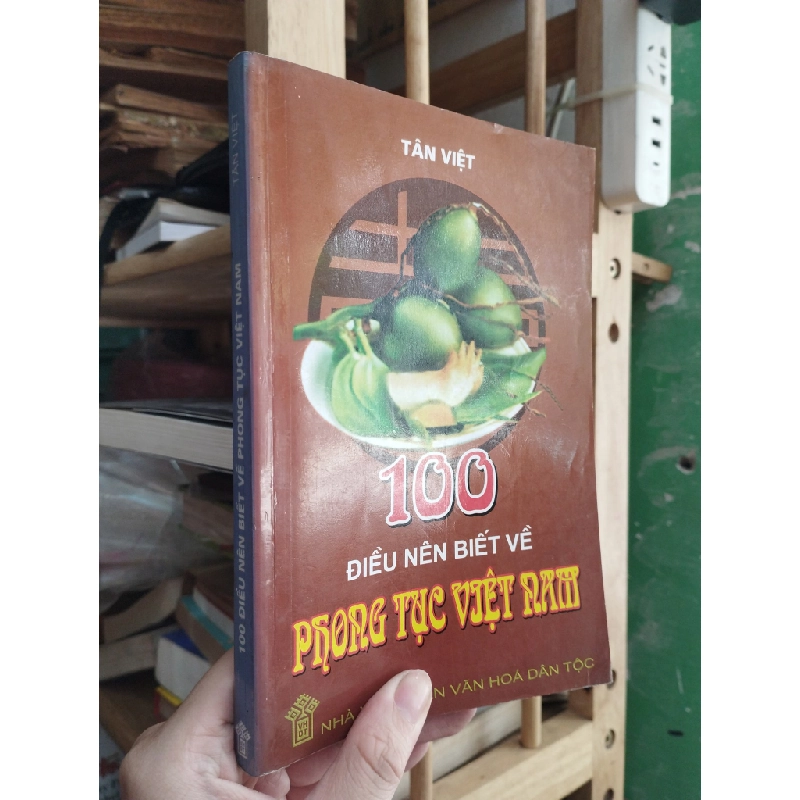 TÂN VIỆT
100
ĐIỀU NÊN BIẾT VỀ
PHONG TỤC VIỆT NAM
NHÀ VĂN HOÁ DÂN TỘC
TÂN VIỆT
100 ĐIỀU NÊN BIẾT VỀ PHONG TỤC VIỆT NAM